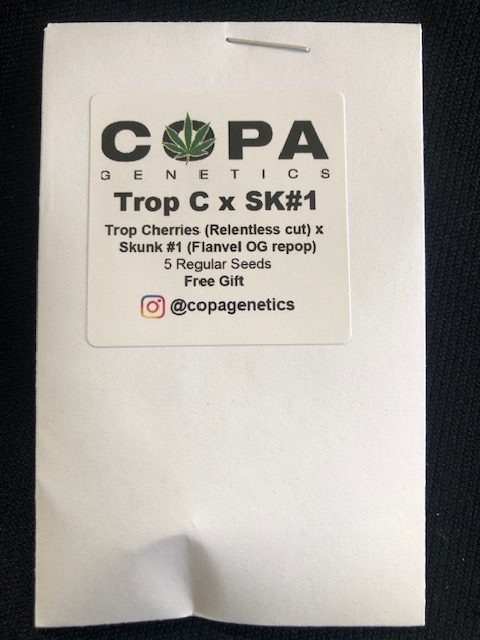 COPA
GENETICS
Trop C x SK#1
Trop Cherries (Relentless cut) x
Skunk #1 (Flanvel OG repop)
5 Regular Seeds
Free Gift
@copagenetics